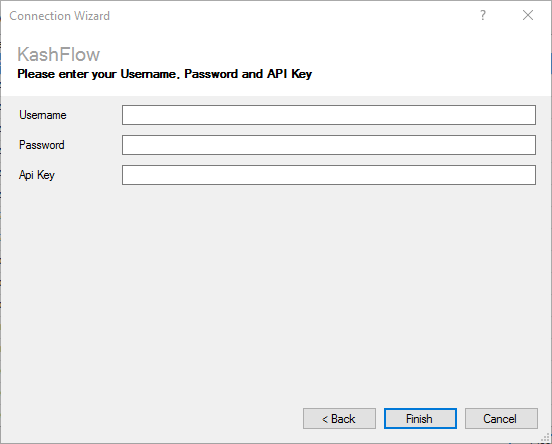 Connection Wizard ?
KashFlow
Please enter your Username, Password and API Key
Username
Password
Api Key
< Back Finish Cancel